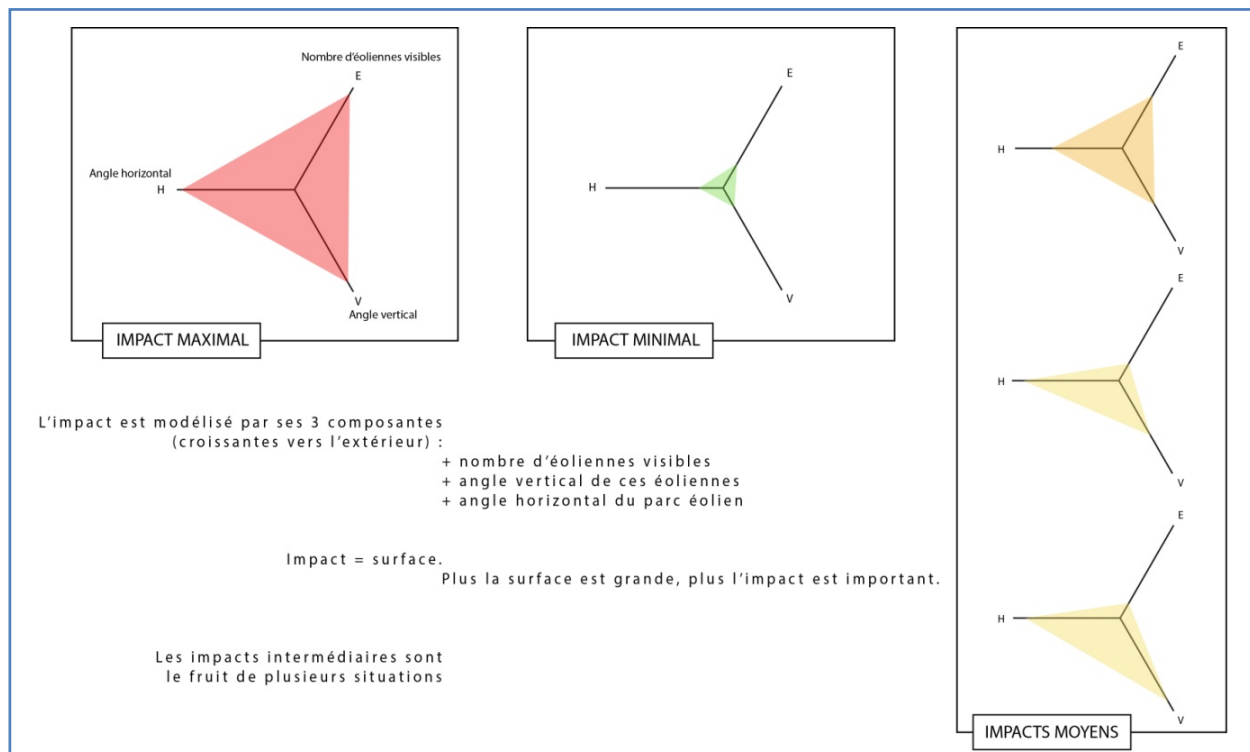 Nombre d'éoliennes visibles
E
Angle horizontal
H
V
Angle vertical
IMPACT MAXIMAL
E
H
V
IMPACT MINIMAL
E
H
V
E
H
V
E
H
V
IMPACTS MOYENS
L'impact est modélisé par ses 3 composantes
(croissantes vers l'extérieur) :
+ nombre d'éoliennes visibles
+ angle vertical de ces éoliennes
+ angle horizontal du parc éolien
Impact = surface.
Plus la surface est grande, plus l'impact est important.
Les impacts intermédiaires sont
le fruit de plusieurs situations